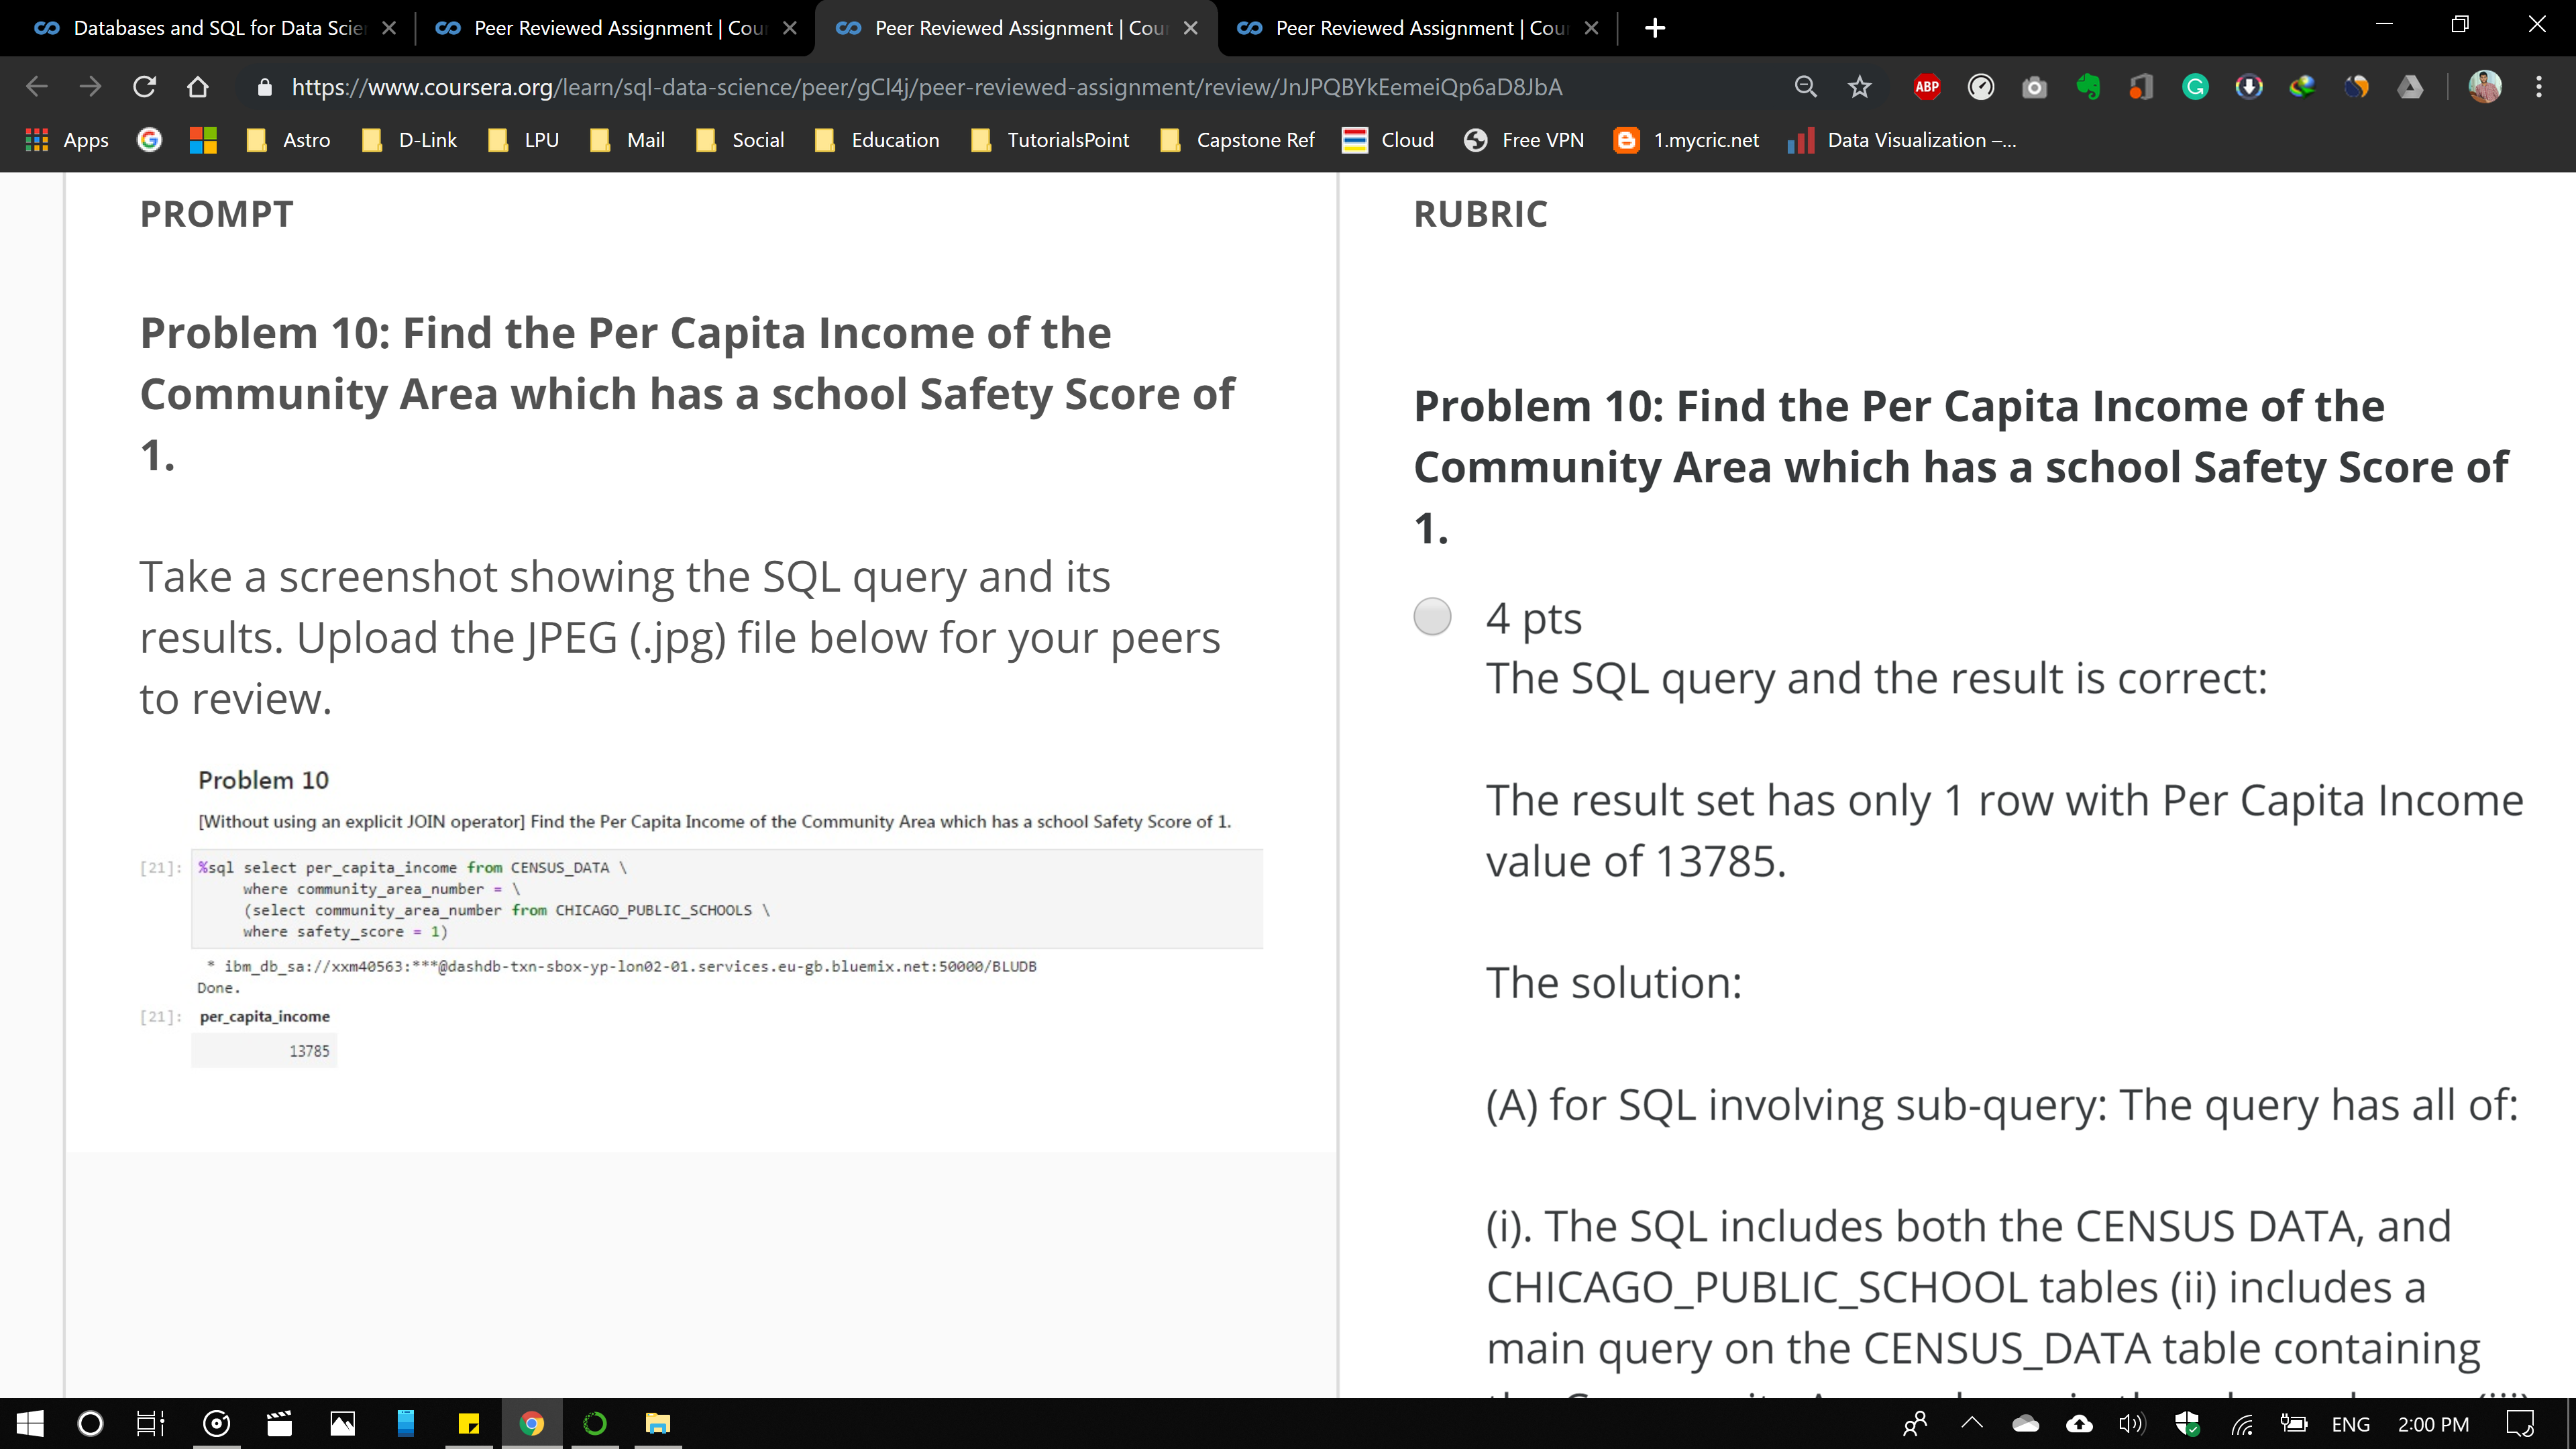 Databases and SQL for Data Scie
Peer Reviewed Assignment | Cou
Peer Reviewed Assignment | Cou
Peer Reviewed Assignment | Cou
https://www.coursera.org/learn/sql-data-science/peer/gCl4j/peer-reviewed-assignment/review/JnJPQBYkEemeiQp6aD8JbA
ABP
Apps
Astro
D-Link
LPU
Mail
Social
Education
TutorialsPoint
Capstone Ref
Cloud
Free VPN
1.mycric.net
Data Visualization –...
PROMPT
Problem 10: Find the Per Capita Income of the
Community Area which has a school Safety Score of
1.
Take a screenshot showing the SQL query and its
results. Upload the JPEG (.jpg) file below for your peers
to review.
Problem 10
[Without using an explicit JOIN operator] Find the Per Capita Income of the Community Area which has a school Safety Score of 1.
[21]: %sql select per_capita_income from CENSUS_DATA \
where community_area_number = \
(select community_area_number from CHICAGO_PUBLIC_SCHOOLS \
where safety_score = 1)
* ibm_db_sa://xxm40563:***@dashdb-txn-sbox-yp-lon02-01.services.eu-gb.bluemix.net:50000/BLUDB
Done.
[21]: per_capita_income
13785
RUBRIC
Problem 10: Find the Per Capita Income of the
Community Area which has a school Safety Score of
1.
4 pts
The SQL query and the result is correct:
The result set has only 1 row with Per Capita Income
value of 13785.
The solution:
(A) for SQL involving sub-query: The query has all of:
(i). The SQL includes both the CENSUS DATA, and
CHICAGO_PUBLIC_SCHOOL tables (ii) includes a
main query on the CENSUS_DATA table containing
ENG
2:00 PM